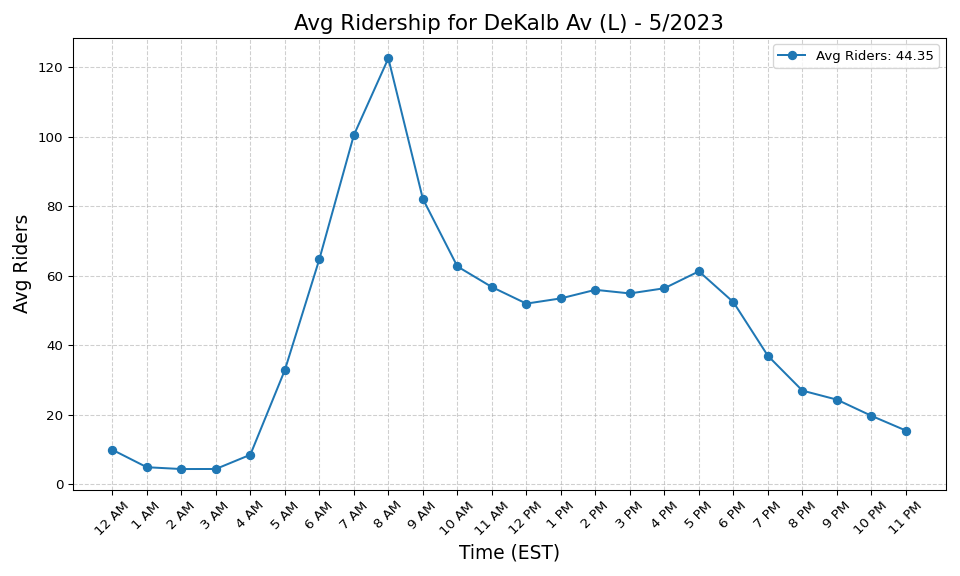 Avg Ridership for DeKalb Av (L) - 5/2023
Avg Riders: 44.35
Avg Riders
120
100
80
60
40
20
0
12 AM
1 AM
2 AM
3 AM
4 AM
5 AM
6 AM
7 AM
8 AM
9 AM
10 AM
11 AM
12 PM
1 PM
2 PM
3 PM
4 PM
5 PM
6 PM
7 PM
8 PM
9 PM
10 PM
11 PM
Time (EST)